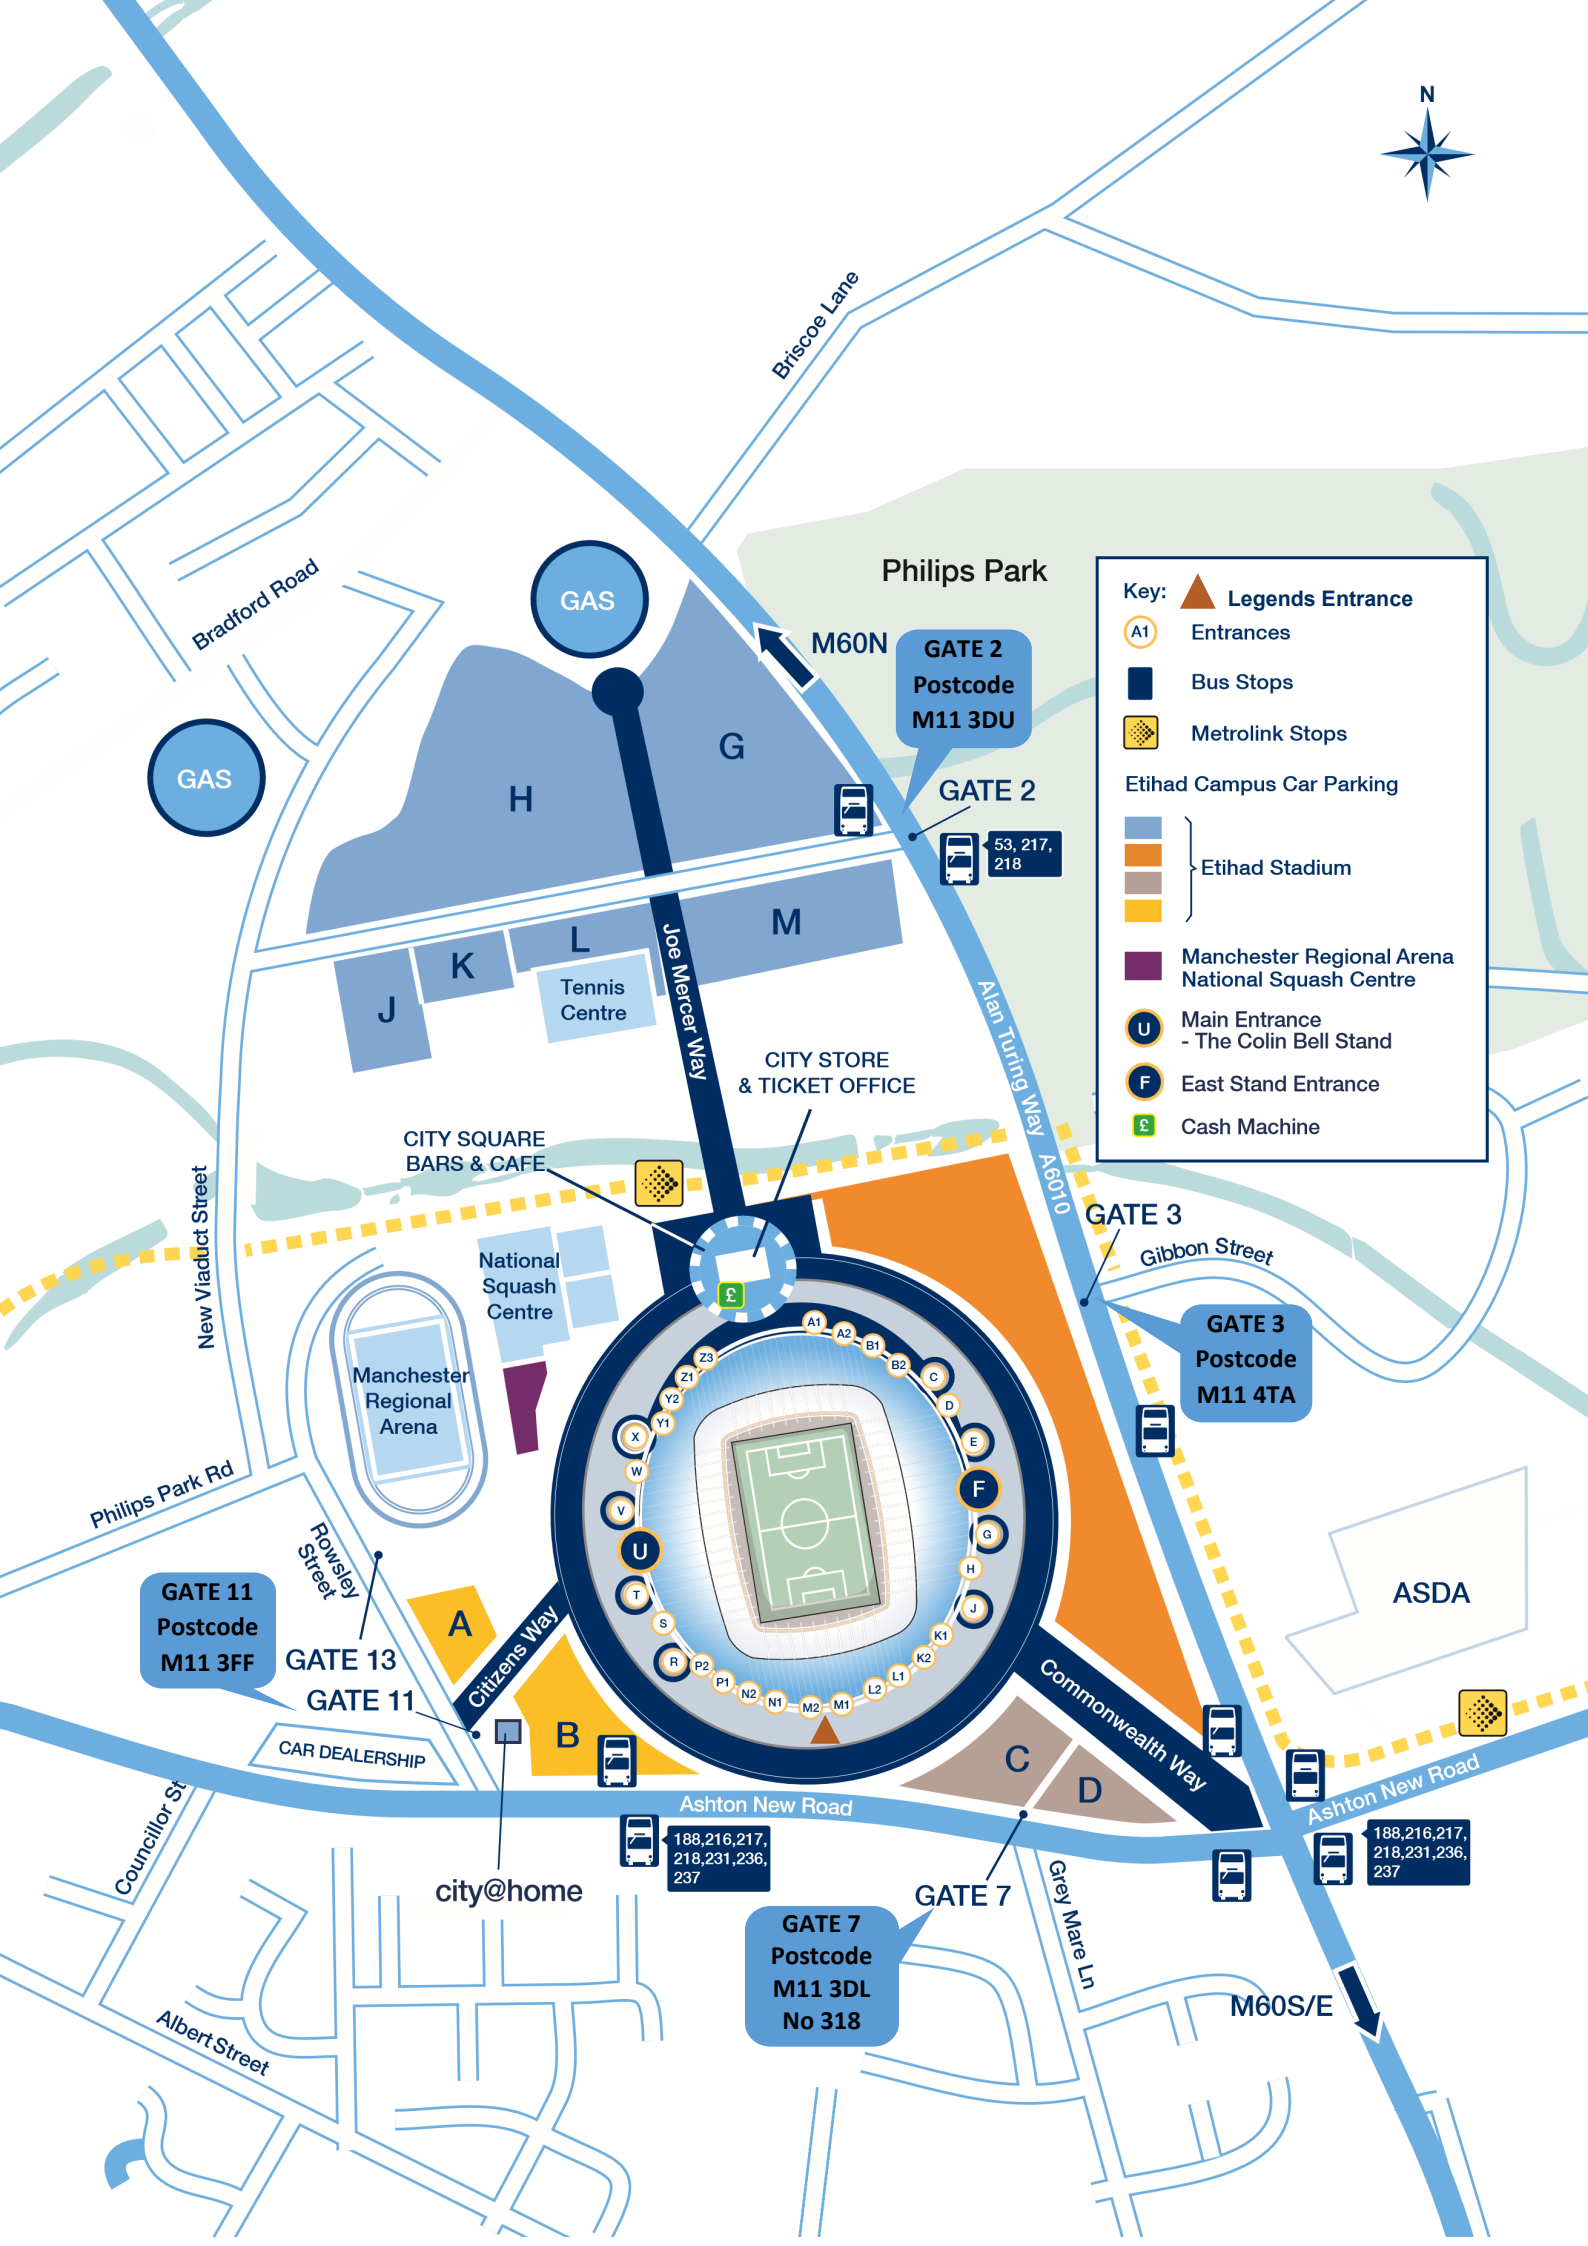 N
Briscoe Lane
Philips Park
Key:
Legends Entrance
A1
Entrances
Bus Stops
Metrolink Stops
Etihad Campus Car Parking
Etihad Stadium
Manchester Regional Arena
National Squash Centre
U
Main Entrance
- The Colin Bell Stand
F
East Stand Entrance
£
Cash Machine
GAS
Bradford Road
GAS
M60N
GATE 2
Postcode
M11 3DU
GATE 2
53, 217,
218
G
H
M
L
K
J
Tennis
Centre
Joe Mercer Way
Alan Turing Way
A6010
CITY STORE
& TICKET OFFICE
CITY SQUARE
BARS & CAFE
New Viaduct Street
GATE 3
Gibbon Street
GATE 3
Postcode
M11 4TA
National
Squash
Centre
£
Manchester
Regional
Arena
A1
A2
B1
B2
C
D
E
F
G
H
J
K1
K2
L1
L2
M1
M2
N1
N2
P1
P2
R
S
T
U
V
W
X
Y1
Y2
Z1
Z3
Philips Park Rd
Rowsley
Street
ASDA
GATE 11
Postcode
M11 3FF
GATE 13
GATE 11
A
Citizens Way
B
CAR DEALERSHIP
C
D
Commonwealth Way
Ashton New Road
Ashton New Road
188,216,217,
218,231,236,
237
188,216,217,
218,231,236,
237
Councillor St
city@home
GATE 7
Grey Mare Ln
GATE 7
Postcode
M11 3DL
No 318
M60S/E
Albert Street